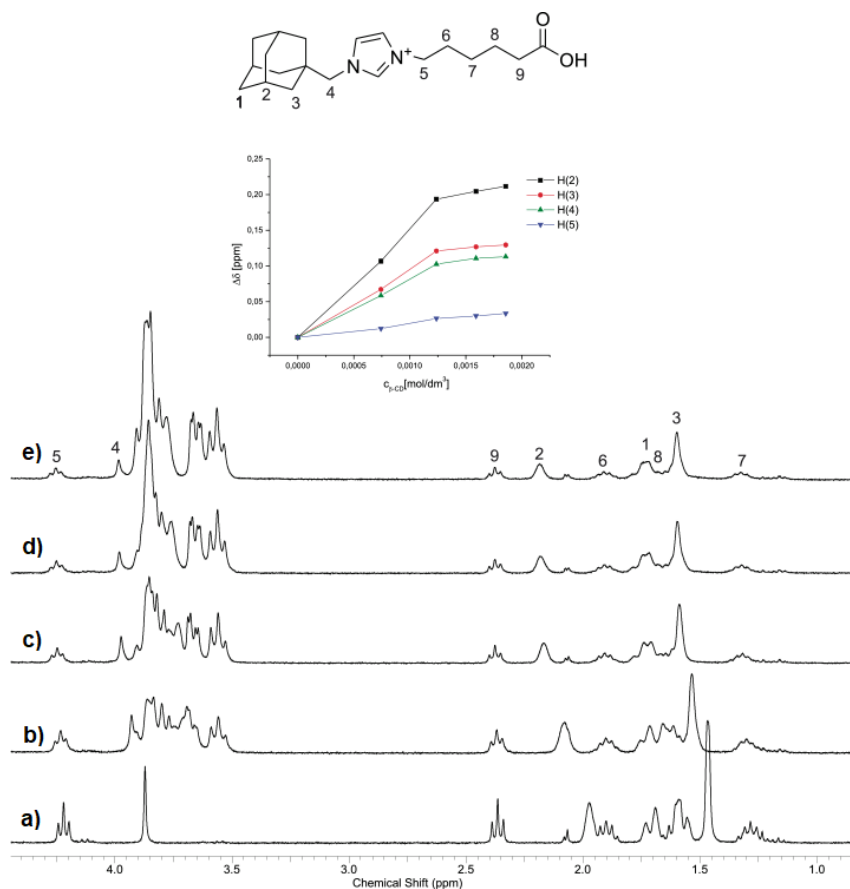 O
OH
N
N+
1
2
3
4
5
6
7
8
9
0,25
0,20
0,15
0,10
0,05
0,00
Δδ [ppm]
H(2)
H(3)
H(4)
H(5)
0,0000 0,0005 0,0010 0,0015 0,0020
cβ-CD[mol/dm³]
e) 5 4 9 2 6 1 8 3 7
d)
c)
b)
a)
4.0 3.5 3.0 2.5 2.0 1.5 1.0
Chemical Shift (ppm)